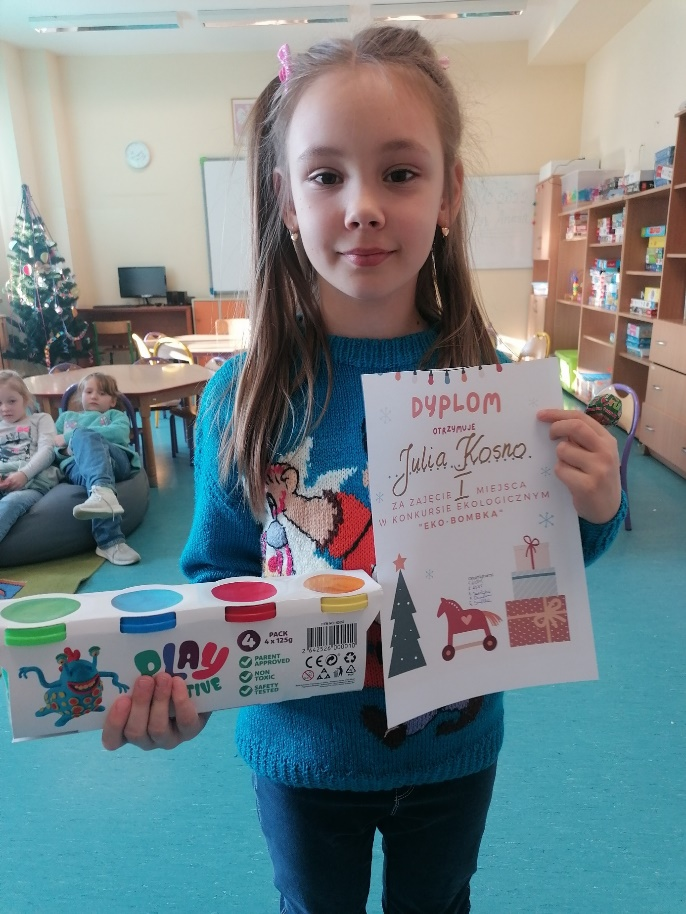 DYPLOM
OTRZYMUJE
Julia Kosno
ZA ZAJĘCIE I MIEJSCA
W KONKURSIE EKOLOGICZNYM
"EKO-BOMBKA"
PLAY
TIVE
4 PACK
4 x 125g
PARENT
APPROVED
NON
TOXIC
SAFETY
TESTED